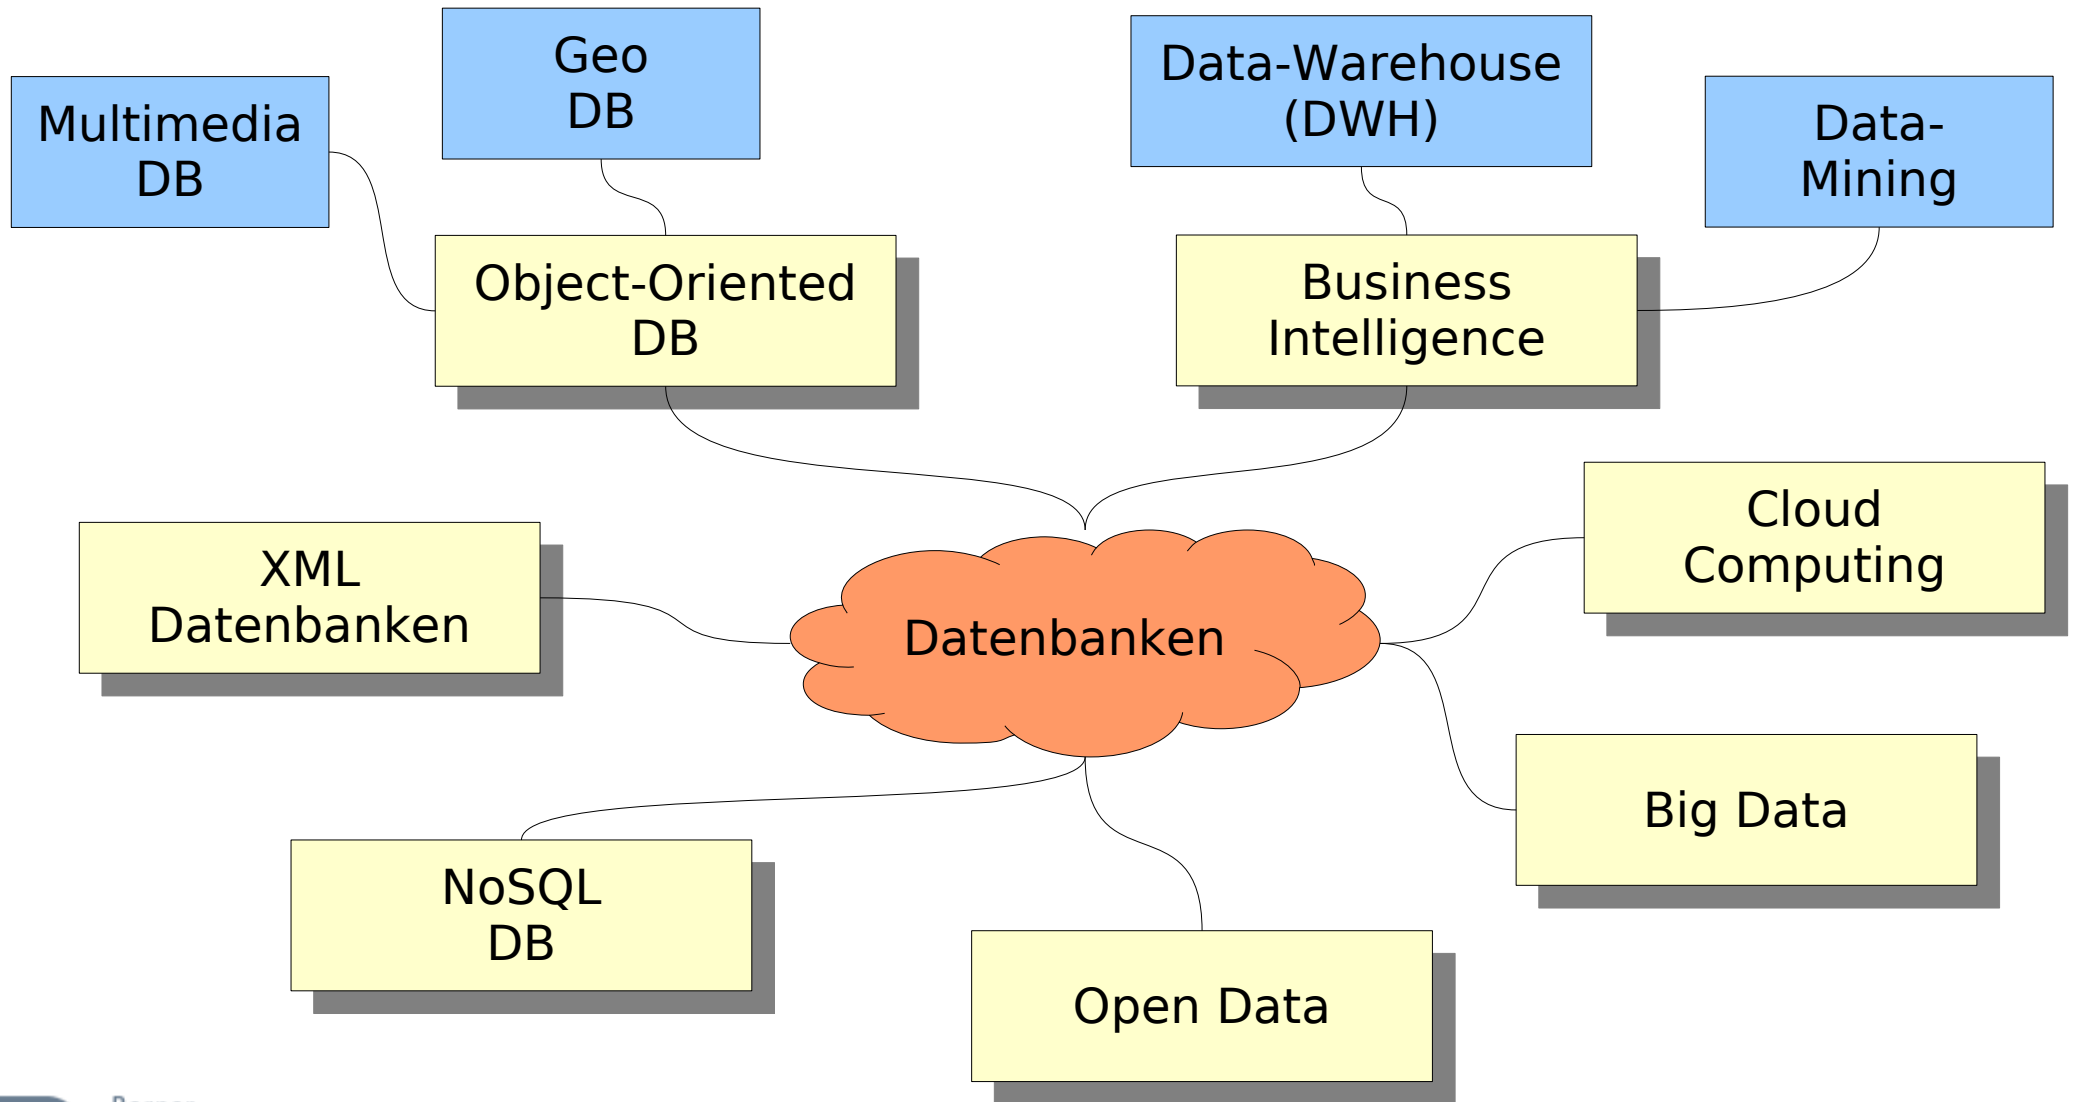 Geo
DB
Data-Warehouse
(DWH)
Multimedia
DB
Data-
Mining
Object-Oriented
DB
Business
Intelligence
Cloud
Computing
XML
Datenbanken
Datenbanken
Big Data
NoSQL
DB
Open Data